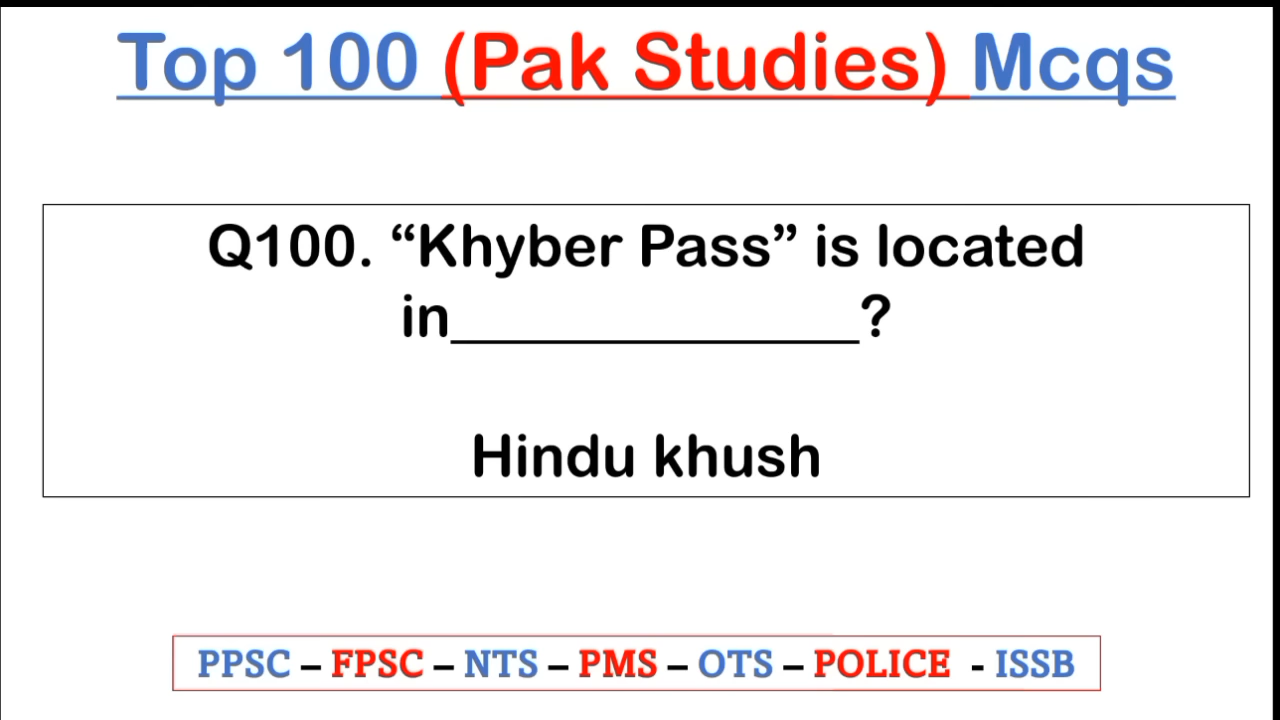 Top 100 (Pak Studies) Mcqs
Q100. “Khyber Pass” is located
in______________?
Hindu khush
PPSC – FPSC – NTS – PMS – OTS – POLICE - ISSB